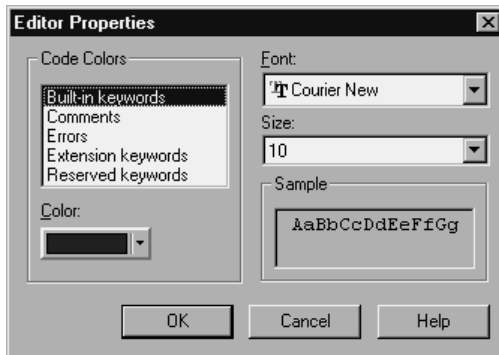 Editor Properties
Code Colors
Built-in keywords
Comments
Errors
Extension keywords
Reserved keywords
Color:
Font:
Courier New
Size:
10
Sample
AaBbCcDdEeFfGg
OK
Cancel
Help